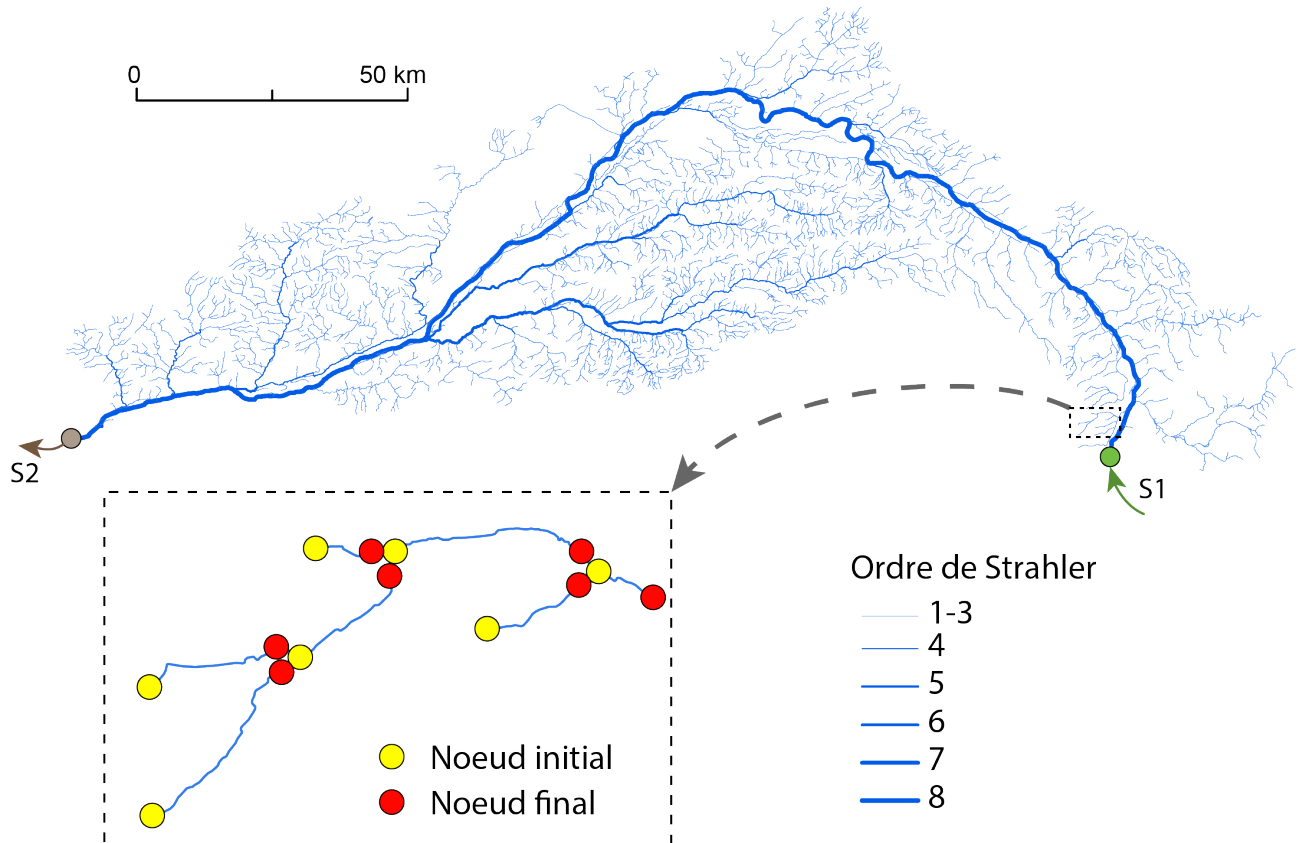 0
50 km
S2
S1
Ordre de Strahler
1-3
4
5
6
7
8
Noeud initial
Noeud final